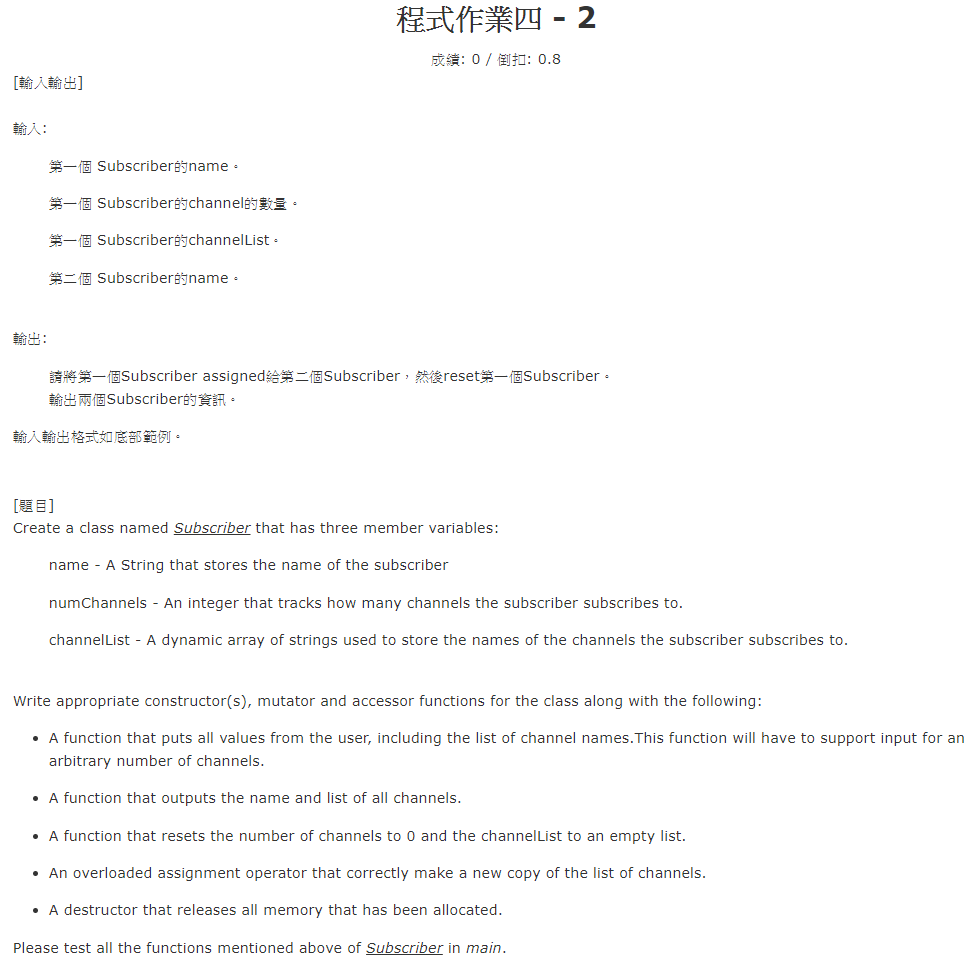 程式作業四 - 2
成績: 0 / 倒扣: 0.8
[輸入輸出]
輸入:
第一個 Subscriber的name。
第一個 Subscriber的channel的數量。
第一個 Subscriber的channelList。
第二個 Subscriber的name。
輸出:
請將第一個Subscriber assigned給第二個Subscriber，然後reset第一個Subscriber。
輸出兩個Subscriber的資訊。
輸入輸出格式如底部範例。
[題目]
Create a class named Subscriber that has three member variables:
name - A String that stores the name of the subscriber
numChannels - An integer that tracks how many channels the subscriber subscribes to.
channelList - A dynamic array of strings used to store the names of the channels the subscriber subscribes to.
Write appropriate constructor(s), mutator and accessor functions for the class along with the following:
• A function that puts all values from the user, including the list of channel names.This function will have to support input for an
arbitrary number of channels.
• A function that outputs the name and list of all channels.
• A function that resets the number of channels to 0 and the channelList to an empty list.
• An overloaded assignment operator that correctly make a new copy of the list of channels.
• A destructor that releases all memory that has been allocated.
Please test all the functions mentioned above of Subscriber in main.